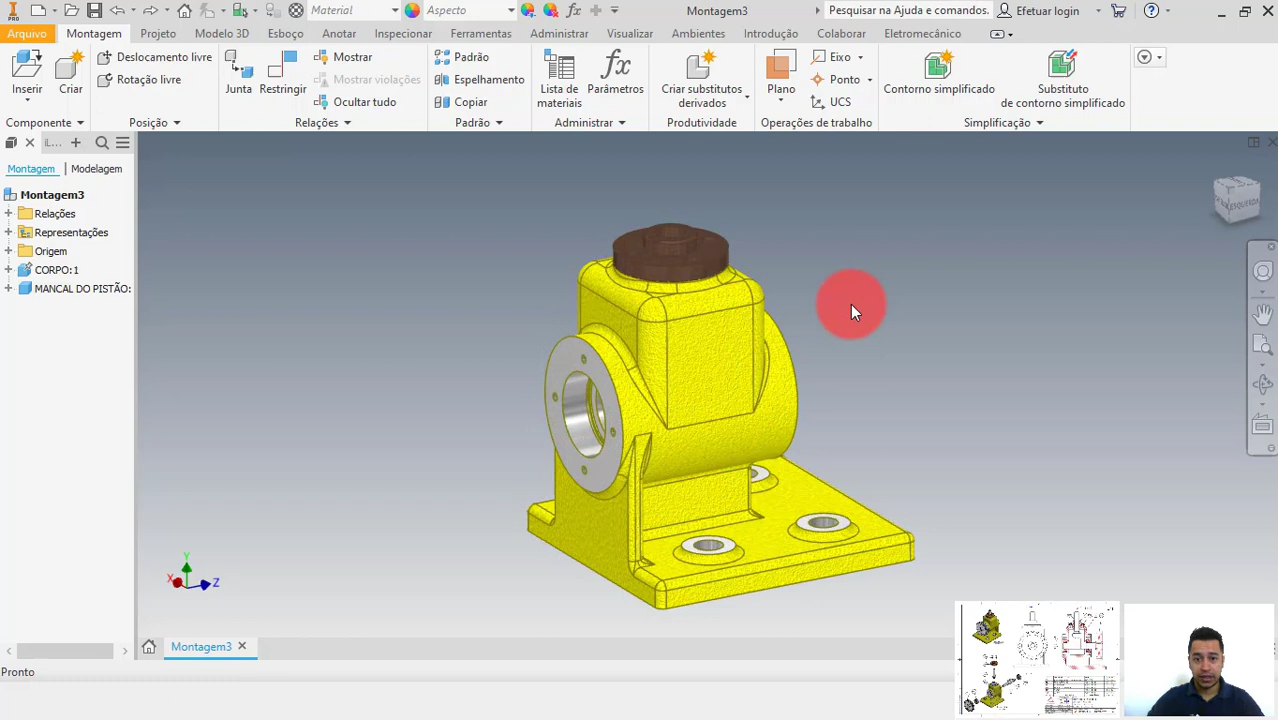 PRO
Material
Aspecto
Montagem3
Pesquisar na Ajuda e comandos.
Efetuar login
Arquivo Montagem Projeto Modelo 3D Esboço Anotar Inspecionar Ferramentas Administrar Visualizar Ambientes Introdução Colaborar Eletromecânico
Inserir
Criar
Deslocamento livre
Rotação livre
Junta
Restringir
Mostrar
Mostrar violações
Ocultar tudo
Padrão
Espelhamento
Copiar
Lista de
materiais
Parâmetros
Criar substitutos
derivados
Plano
Eixo
Ponto
UCS
Contorno simplificado
Substituto
de contorno simplificado
Componente Posição Relações Padrão Administrar Produtividade Operações de trabalho Simplificação
iL...
Montagem Modelagem
Montagem3
Relações
Representações
Origem
CORPO:1
MANCAL DO PISTÃO:
ESQUERDA
Y
X
Z
Montagem3
Pronto